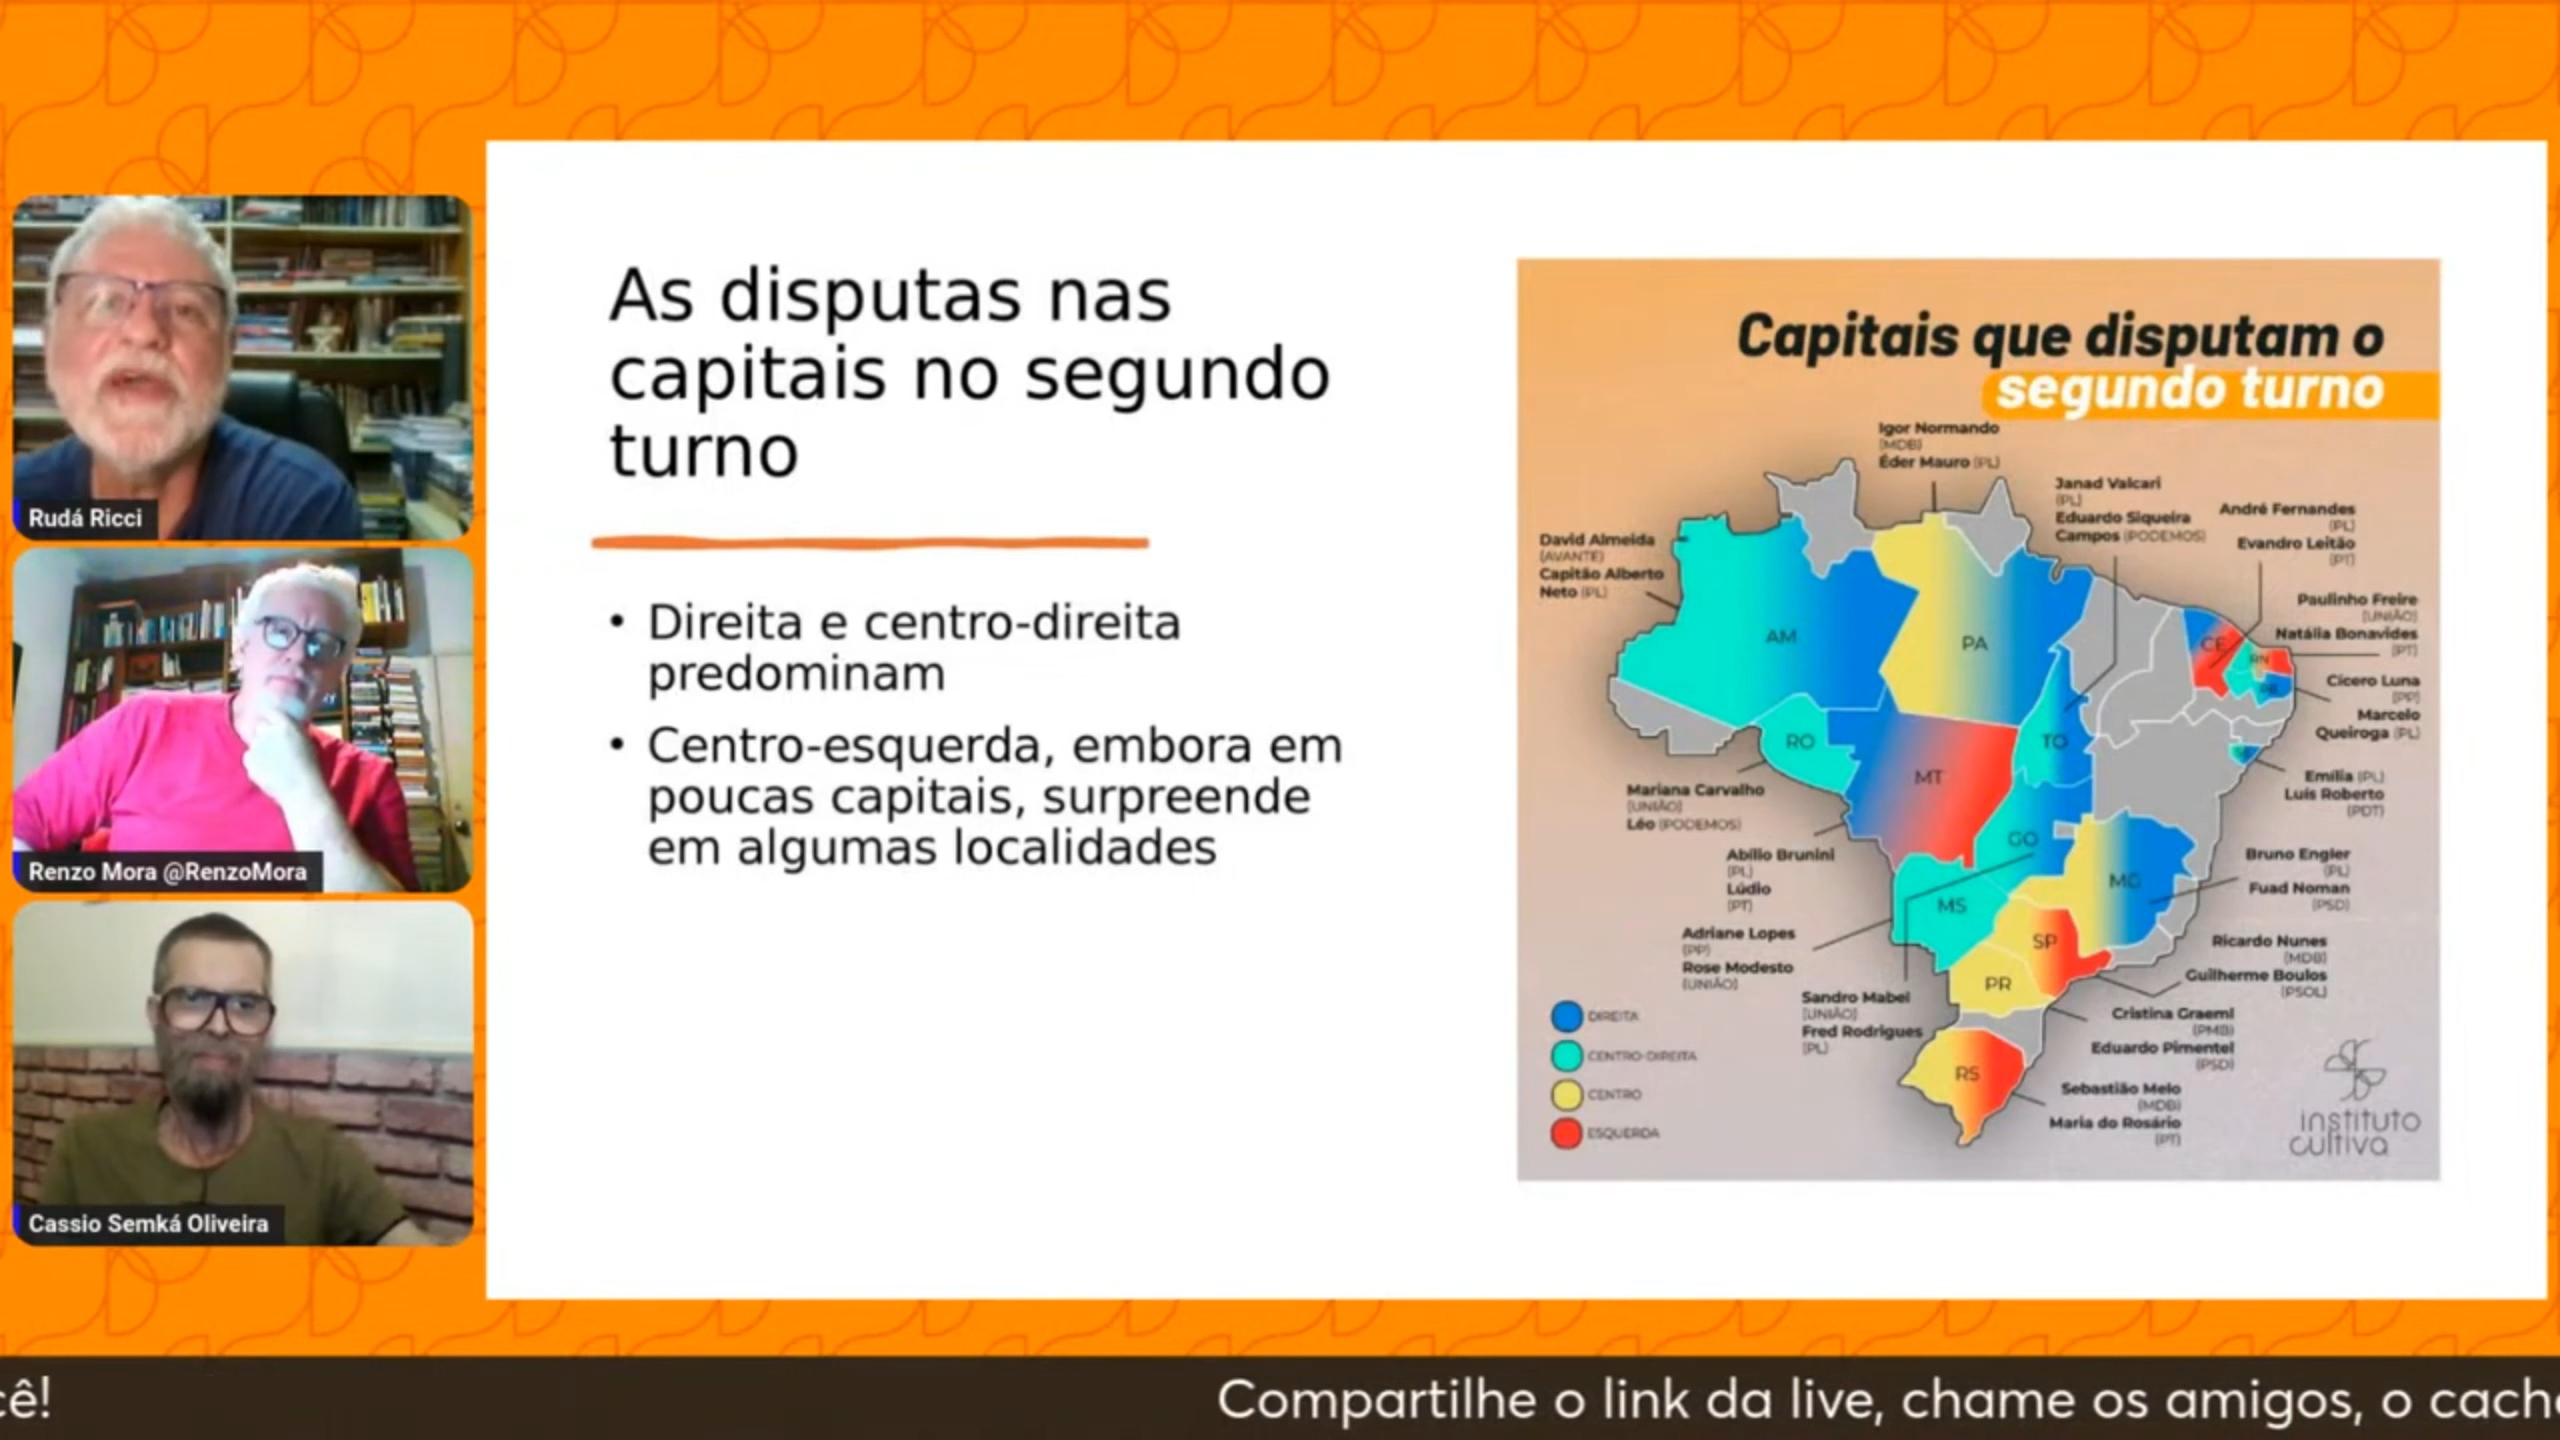 Rudá Ricci
Renzo Mora @RenzoMora
Cassio Semká Oliveira
As disputas nas
capitais no segundo
turno
• Direita e centro-direita
predominam
• Centro-esquerda, embora em
poucas capitais, surpreende
em algumas localidades
Capitais que disputam o
segundo turno
Igor Normando
(MDB)
Éder Mauro (PL)
Janad Valcari
(PL)
Eduardo Siqueira
Campos (PODEMOS)
André Fernandes
(PL)
Evandro Leitão
(PT)
David Almeida
(AVANTE)
Capitão Alberto
Neto (PL)
Paulinho Freire
(UNIÃO)
Natália Bonavides
(PT)
Cícero Luna
(PP)
Marcelo
Queiroga (PL)
Emília (PL)
Luís Roberto
(PDT)
Mariana Carvalho
(UNIÃO)
Léo (PODEMOS)
Abílio Brunini
(PL)
Lúdio
(PT)
Bruno Engler
(PL)
Fuad Noman
(PSD)
Adriane Lopes
(PP)
Rose Modesto
(UNIÃO)
Ricardo Nunes
(MDB)
Guilherme Boulos
(PSOL)
Sandro Mabel
(UNIÃO)
Fred Rodrigues
(PL)
Cristina Graeml
(PMB)
Eduardo Pimentel
(PSD)
Sebastião Melo
(MDB)
Maria do Rosário
(PT)
AM
PA
CE
RN
PB
RO
TO
MT
GO
MG
MS
SP
PR
RS
DIREITA
CENTRO-DIREITA
CENTRO
ESQUERDA
instituto
cultiva
cê!
Compartilhe o link da live, chame os amigos, o cach